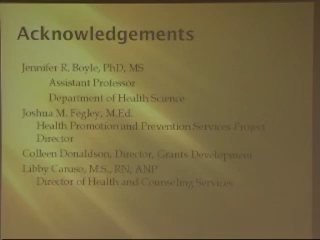 Acknowledgements
Jennifer R. Boyle, PhD, MS
Assistant Professor
Department of Health Science
Joshua M. Fegley, M.Ed.
Health Promotion and Prevention Services Project
Director
Colleen Donaldson, Director, Grants Development
Libby Caruso, M.S., RN, ANP
Director of Health and Counseling Services